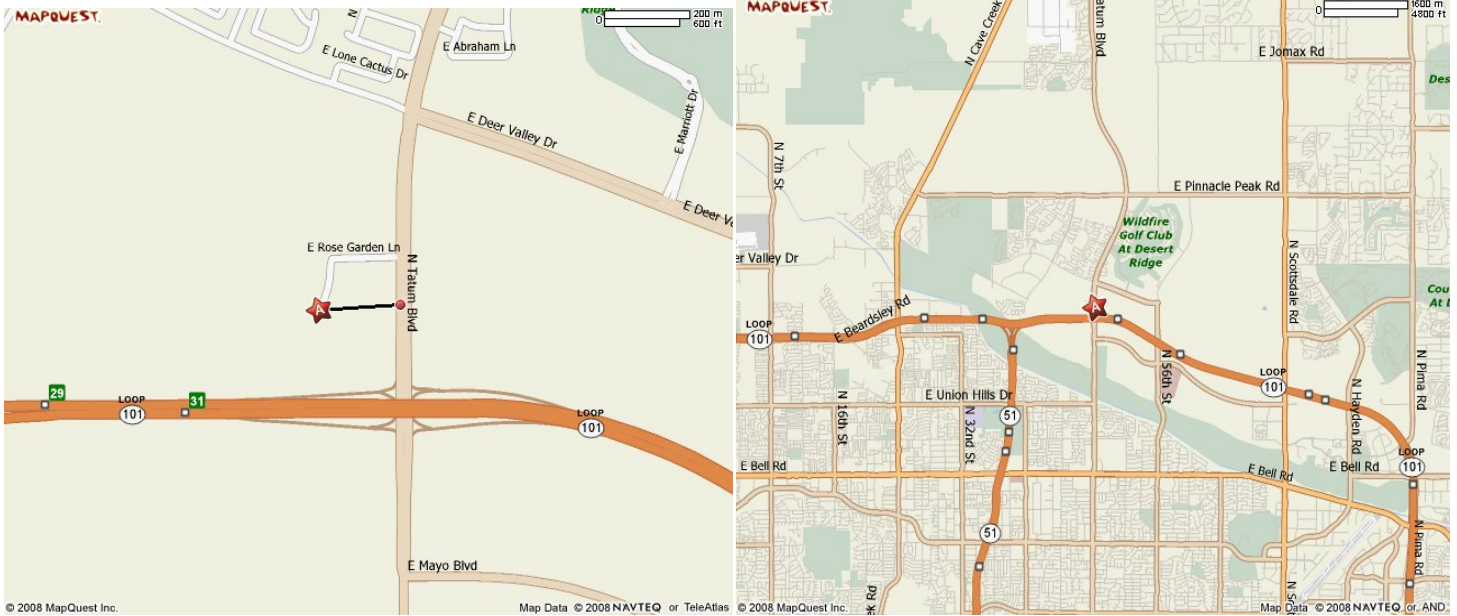 MAPQUEST.
Ridge
0 200 m
600 ft
N
E Abraham Ln
E Lone Cactus Dr
E Deer Valley Dr
E Marriott Dr
E Deer Va
E Rose Garden Ln
N Tatum Blvd
A
29
LOOP
101
31
LOOP
101
E Mayo Blvd
© 2008 MapQuest Inc.
Map Data © 2008 NAVTEQ or TeleAtlas
MAPQUEST.
0 1600 m
4800 ft
N Cave Creek
Tatum Blvd
E Jomax Rd
Des
N 7th St
E Pinnacle Peak Rd
Wildfire
Golf Club
At Desert
Ridge
er Valley Dr
N Scottsdale Rd
Cou
At D
E Beardsley Rd
A
LOOP
101
N 56th St
LOOP
101
N Hayden Rd
N Pima Rd
E Union Hills Dr
N 16th St
N 32nd St
51
E Bell Rd
E Bell Rd
E Bell Rd
LOOP
101
51
N Pima Rd
ek Rd
N S
© 2008 MapQuest Inc.
Map Data © 2008 NAVTEQ or AND